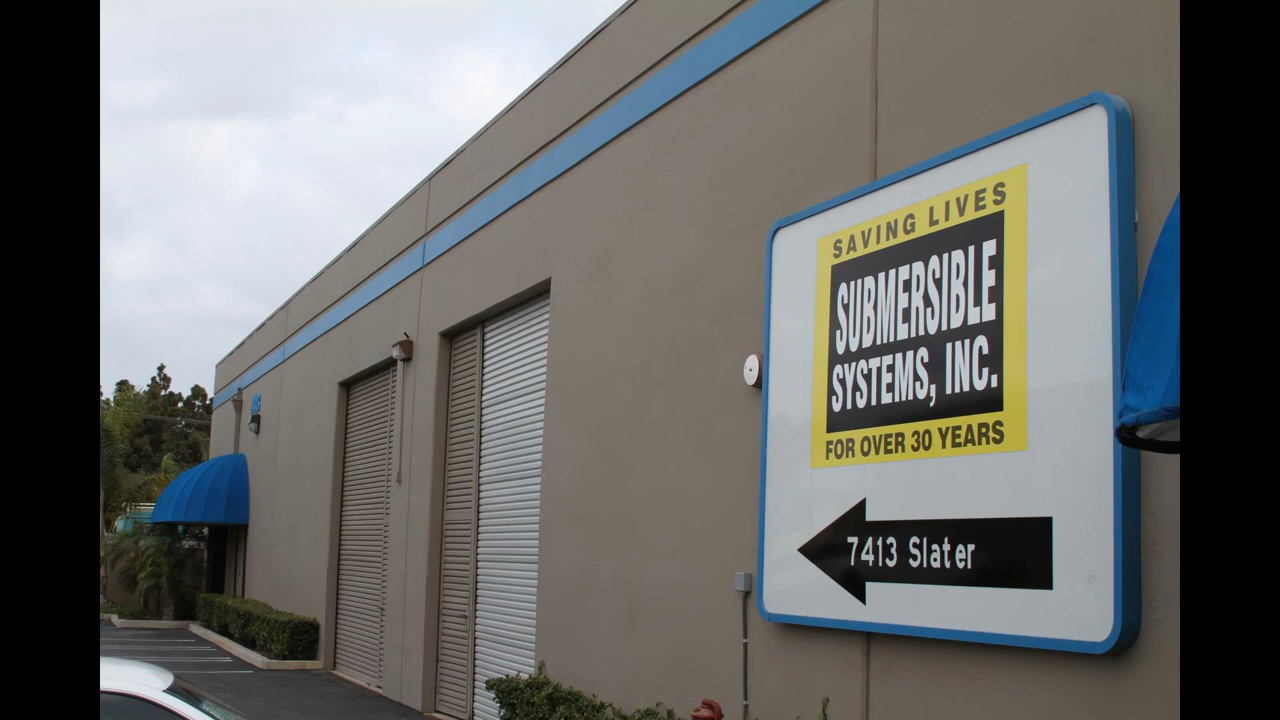 SAVING LIVES
SUBMERSIBLE
SYSTEMS, INC.
FOR OVER 30 YEARS
7413 Slater